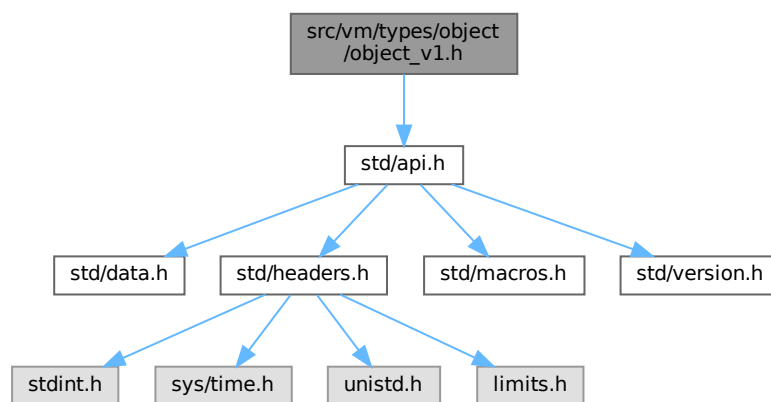 src/vm/types/object
/object_v1.h
std/api.h
std/data.h
std/headers.h
std/macros.h
std/version.h
stdint.h
sys/time.h
unistd.h
limits.h